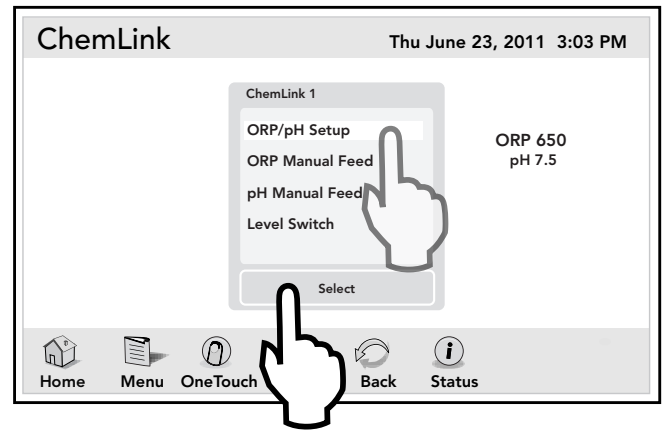 ChemLink
Thu June 23, 2011 3:03 PM
ChemLink 1
ORP/pH Setup
ORP Manual Feed
pH Manual Feed
Level Switch
Select
ORP 650
pH 7.5
Home
Menu
OneTouch
Back
Status